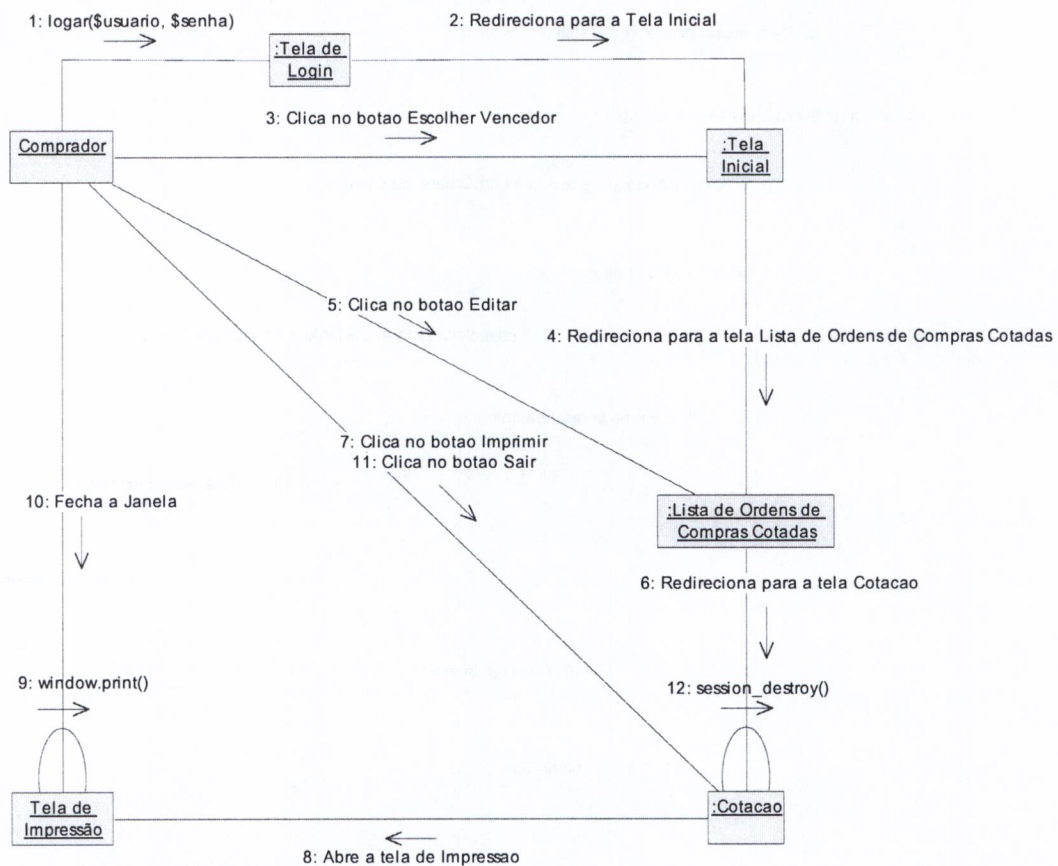 1: logar($usuario, $senha)
2: Redireciona para a Tela Inicial
:Tela de
Login
3: Clica no botao Escolher Vencedor
Comprador
:Tela
Inicial
5: Clica no botao Editar
4: Redireciona para a tela Lista de Ordens de Compras Cotadas
7: Clica no botao Imprimir
11: Clica no botao Sair
10: Fecha a Janela
:Lista de Ordens de
Compras Cotadas
6: Redireciona para a tela Cotacao
9: window.print()
12: session_destroy()
Tela de
Impressão
:Cotacao
8: Abre a tela de Impressao